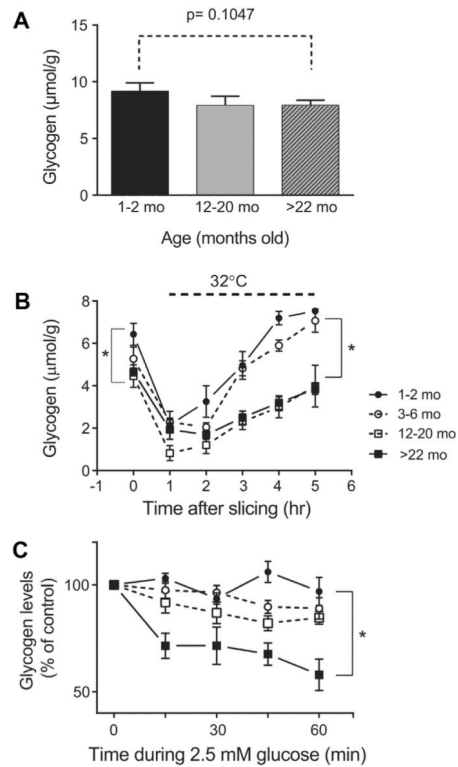 A
p= 0.1047
Glycogen (μmol/g)
15
10
5
0
1-2 mo 12-20 mo >22 mo
Age (months old)
B
32°C
Glycogen (μmol/g)
8
6
4
2
0
*
*
-1 0 1 2 3 4 5 6
Time after slicing (hr)
1-2 mo
3-6 mo
12-20 mo
>22 mo
C
Glycogen levels
(% of control)
100
50
*
0 30 60
Time during 2.5 mM glucose (min)